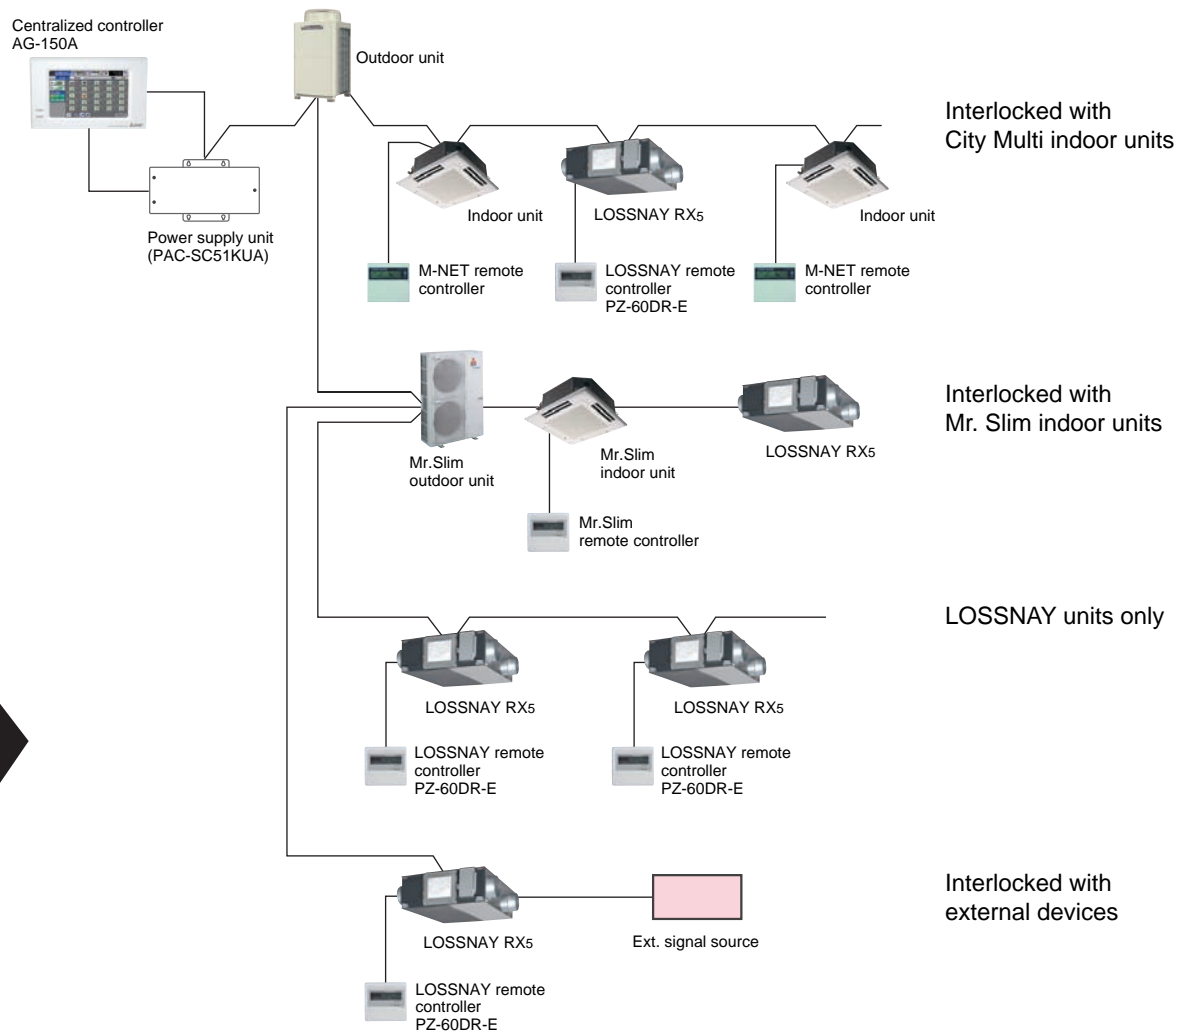 Centralized controller
AG-150A
Outdoor unit
Interlocked with
City Multi indoor units
Indoor unit
LOSSNAY RX5
Indoor unit
Power supply unit
(PAC-SC51KUA)
M-NET remote
controller
LOSSNAY remote
controller
PZ-60DR-E
M-NET remote
controller
Interlocked with
Mr. Slim indoor units
Mr.Slim
outdoor unit
Mr.Slim
indoor unit
LOSSNAY RX5
Mr.Slim
remote controller
LOSSNAY units only
LOSSNAY RX5
LOSSNAY RX5
LOSSNAY remote
controller
PZ-60DR-E
LOSSNAY remote
controller
PZ-60DR-E
Interlocked with
external devices
LOSSNAY RX5
Ext. signal source
LOSSNAY remote
controller
PZ-60DR-E